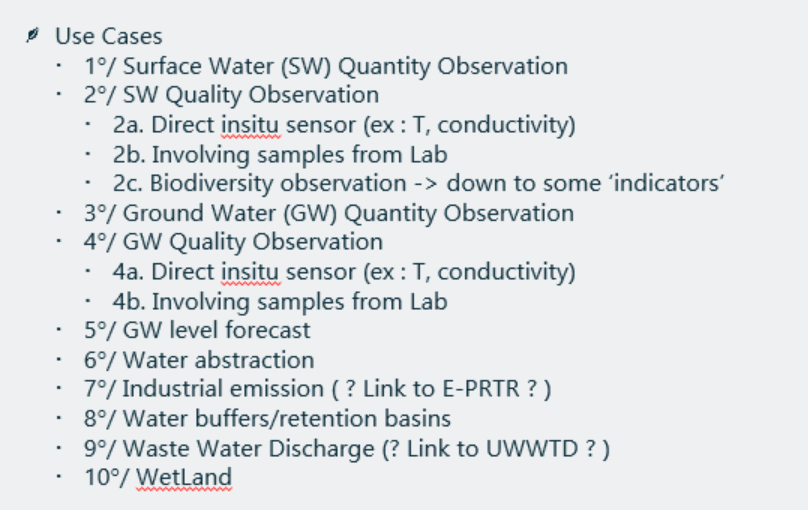 Use Cases
1°/ Surface Water (SW) Quantity Observation
2°/ SW Quality Observation
2a. Direct insitu sensor (ex : T, conductivity)
2b. Involving samples from Lab
2c. Biodiversity observation -> down to some ‘indicators’
3°/ Ground Water (GW) Quantity Observation
4°/ GW Quality Observation
4a. Direct insitu sensor (ex : T, conductivity)
4b. Involving samples from Lab
5°/ GW level forecast
6°/ Water abstraction
7°/ Industrial emission ( ? Link to E-PRTR ? )
8°/ Water buffers/retention basins
9°/ Waste Water Discharge (? Link to UWWTD ? )
10°/ WetLand